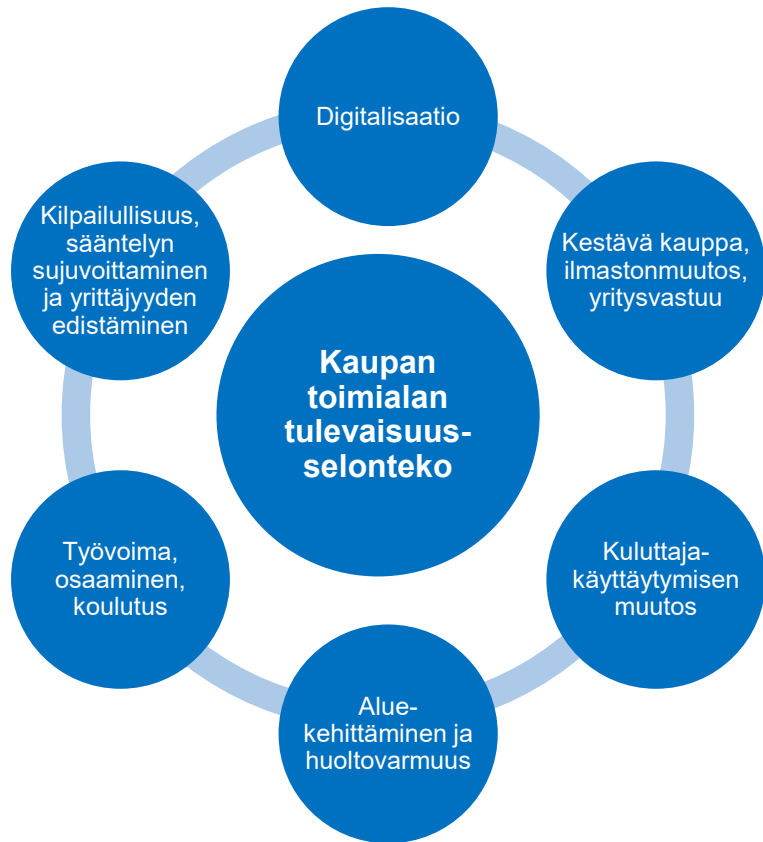 Digitalisaatio
Kestävä kauppa,
ilmastonmuutos,
yritysvastuu
Kuluttaja-
käyttäytymisen
muutos
Alue-
kehittäminen ja
huoltovarmuus
Työvoima,
osaaminen,
koulutus
Kilpailullisuus,
sääntelyn
sujuvoittaminen
ja yrittäjyyden
edistäminen
Kaupan
toimialan
tulevaisuus-
selonteko